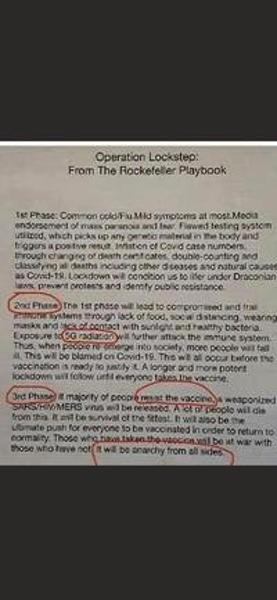 Operation Lockstep:
From The Rockefeller Playbook
1st Phase: Common cold/Flu.Mild symptoms at most.Media
endorsement of mass paranoia and fear. Flawed testing system
utilized, which picks up any genetic material in the body and
triggers a positive result. Inflation of Covid case numbers,
through changing of death certificates, double-counting and
classifying all deaths including other diseases and natural causes
as Covid-19. Lockdown will condition us to life under Draconian
laws, prevent protests and identify public resistance.
2nd Phase: The 1st phase will lead to compromised and frail
immune systems through lack of food, social distancing, wearing
masks and lack of contact with sunlight and healthy bacteria.
Exposure to 5G radiation will further attack the immune system.
Thus, when people re-emerge into society, more people will fall
ill. This will be blamed on Covid-19. This will all occur before the
vaccination is ready to justify it. A longer and more potent
lockdown will follow until everyone takes the vaccine.
3rd Phase: If majority of people resist the vaccine, a weaponized
SARS/HIV/MERS virus will be released. A lot of people will die
from this. It will be survival of the fittest. It will also be the
ultimate push for everyone to be vaccinated in order to return to
normality. Those who have taken the vaccine will be at war with
those who have not. It will be anarchy from all sides.